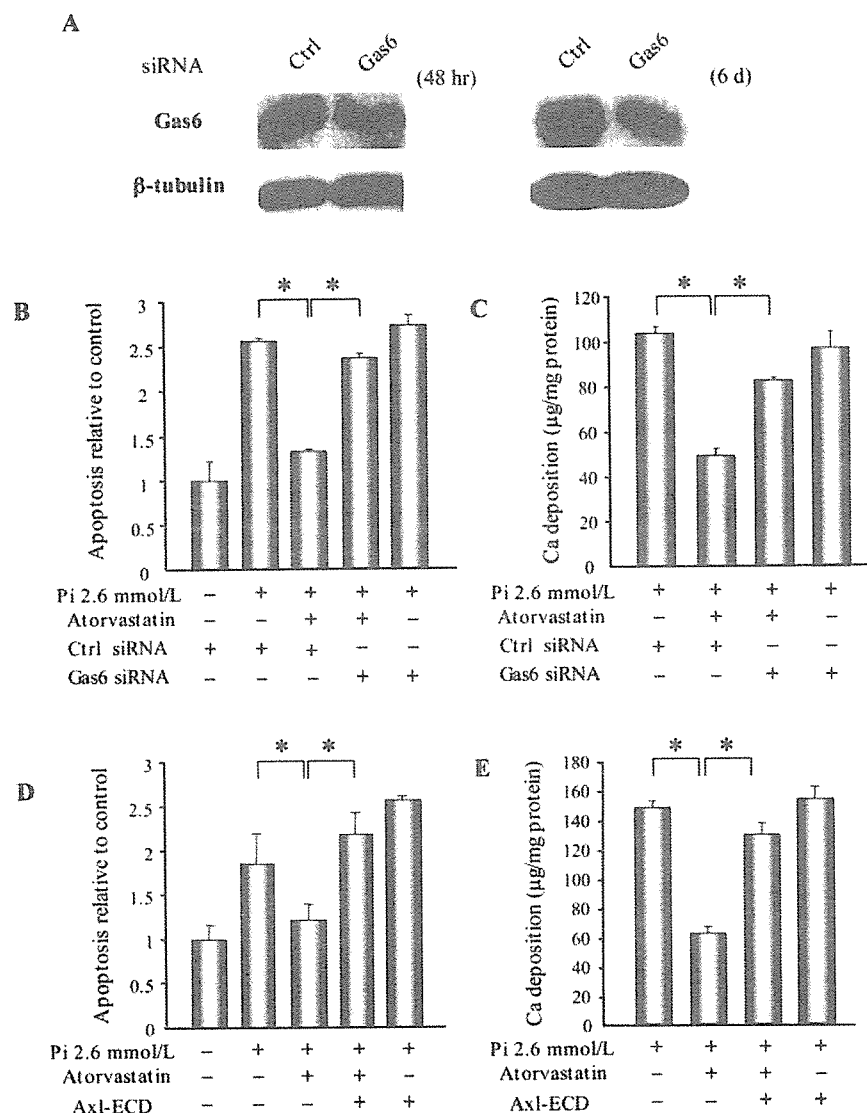 A
siRNA Ctrl Gas6 (48 hr) Ctrl Gas6 (6 d)
Gas6
β-tubulin
B
Apoptosis relative to control
3
2.5
2
1.5
1
0.5
0
* *
Pi 2.6 mmol/L – + + + +
Atorvastatin – – + + –
Ctrl siRNA + + + – –
Gas6 siRNA – – – + +
C
Ca deposition (µg/mg protein)
120
100
80
60
40
20
0
* *
Pi 2.6 mmol/L + + + +
Atorvastatin – + + –
Ctrl siRNA + + – –
Gas6 siRNA – – + +
D
Apoptosis relative to control
3
2.5
2
1.5
1
0.5
0
* *
Pi 2.6 mmol/L – + + + +
Atorvastatin – – + + –
Axl-ECD – – – + +
E
Ca deposition (µg/mg protein)
180
160
140
120
100
80
60
40
20
0
* *
Pi 2.6 mmol/L + + + +
Atorvastatin – + + –
Axl-ECD – – + +